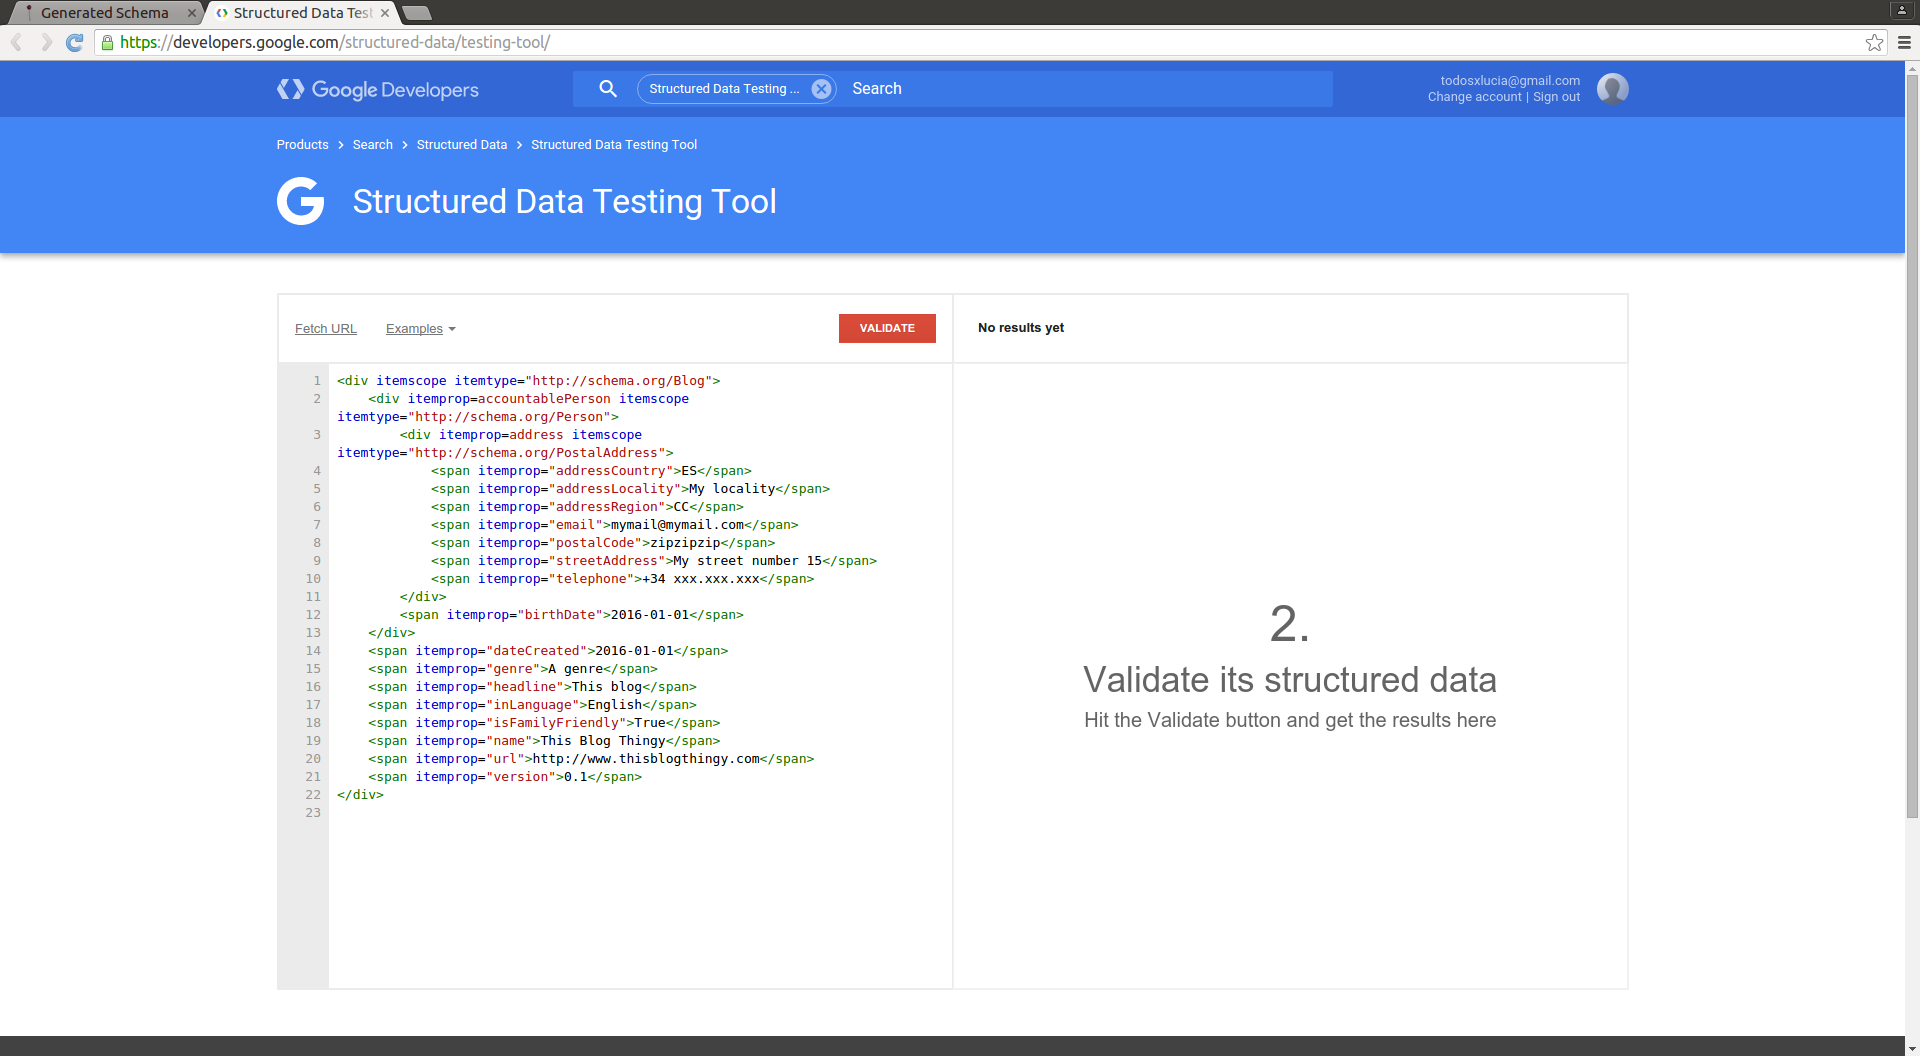 Generated Schema
Structured Data Tes
https://developers.google.com/structured-data/testing-tool/
Google Developers
Structured Data Testing ...
Search
todosxlucia@gmail.com
Change account | Sign out
Products > Search > Structured Data > Structured Data Testing Tool
Structured Data Testing Tool
Fetch URL
Examples
VALIDATE
No results yet
1 <div itemscope itemtype="http://schema.org/Blog">
2 <div itemprop=accountablePerson itemscope
itemtype="http://schema.org/Person">
3 <div itemprop=address itemscope
itemtype="http://schema.org/PostalAddress">
4 <span itemprop="addressCountry">ES</span>
5 <span itemprop="addressLocality">My locality</span>
6 <span itemprop="addressRegion">CC</span>
7 <span itemprop="email">mymail@mymail.com</span>
8 <span itemprop="postalCode">zipzipzip</span>
9 <span itemprop="streetAddress">My street number 15</span>
10 <span itemprop="telephone">+34 xxx.xxx.xxx</span>
11 </div>
12 <span itemprop="birthDate">2016-01-01</span>
13 </div>
14 <span itemprop="dateCreated">2016-01-01</span>
15 <span itemprop="genre">A genre</span>
16 <span itemprop="headline">This blog</span>
17 <span itemprop="inLanguage">English</span>
18 <span itemprop="isFamilyFriendly">True</span>
19 <span itemprop="name">This Blog Thingy</span>
20 <span itemprop="url">http://www.thisblogthingy.com</span>
21 <span itemprop="version">0.1</span>
22 </div>
23
2.
Validate its structured data
Hit the Validate button and get the results here